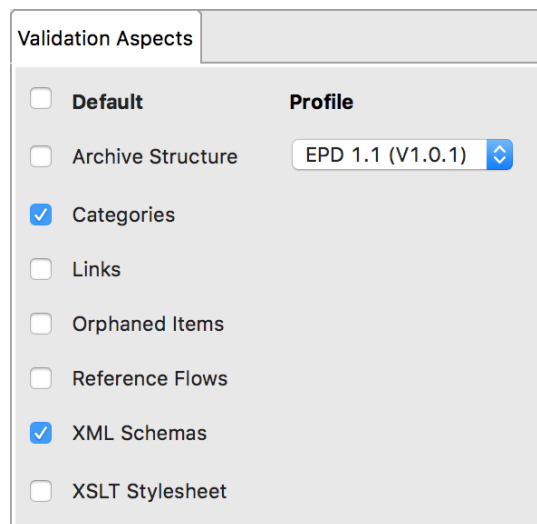 Validation Aspects
Default Profile
Archive Structure EPD 1.1 (V1.0.1)
Categories
Links
Orphaned Items
Reference Flows
XML Schemas
XSLT Stylesheet